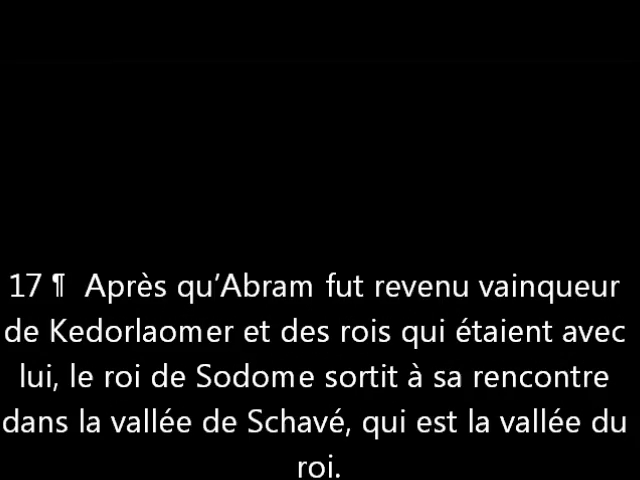 17 ¶  Après qu’Abram fut revenu vainqueur
de Kedorlaomer et des rois qui étaient avec
lui, le roi de Sodome sortit à sa rencontre
dans la vallée de Schavé, qui est la vallée du
roi.